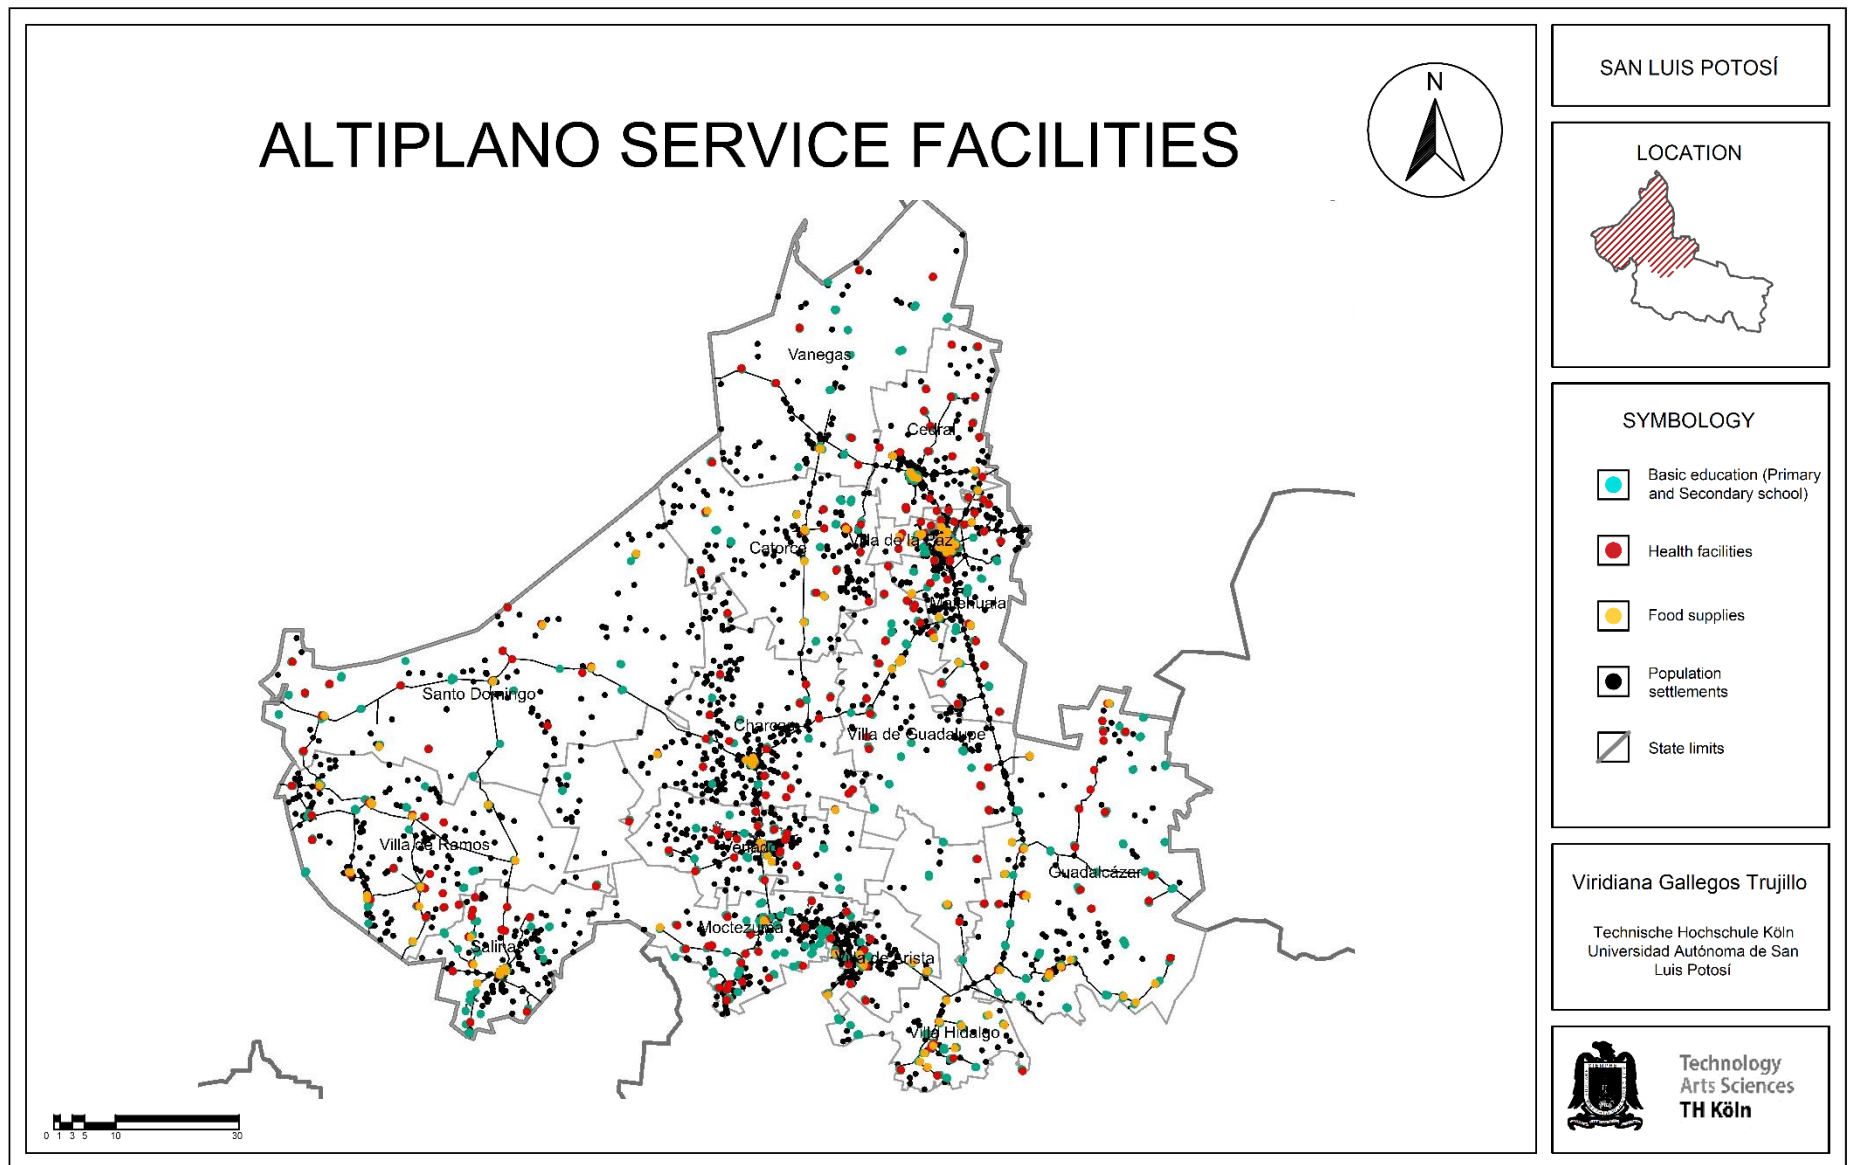 ALTIPLANO SERVICE FACILITIES
N
Vanegas
Cedral
Catorce
Villa de la Paz
Matehuala
Santo Domingo
Charcas
Villa de Guadalupe
Villa de Ramos
Venado
Guadalcázar
Moctezuma
Salinas
Villa de Arista
Villa Hidalgo
0 1 3 5 10 30
SAN LUIS POTOSÍ
LOCATION
SYMBOLOGY
Basic education (Primary
and Secondary school)
Health facilities
Food supplies
Population
settlements
State limits
Viridiana Gallegos Trujillo
Technische Hochschule Köln
Universidad Autónoma de San
Luis Potosí
Technology
Arts Sciences
TH Köln